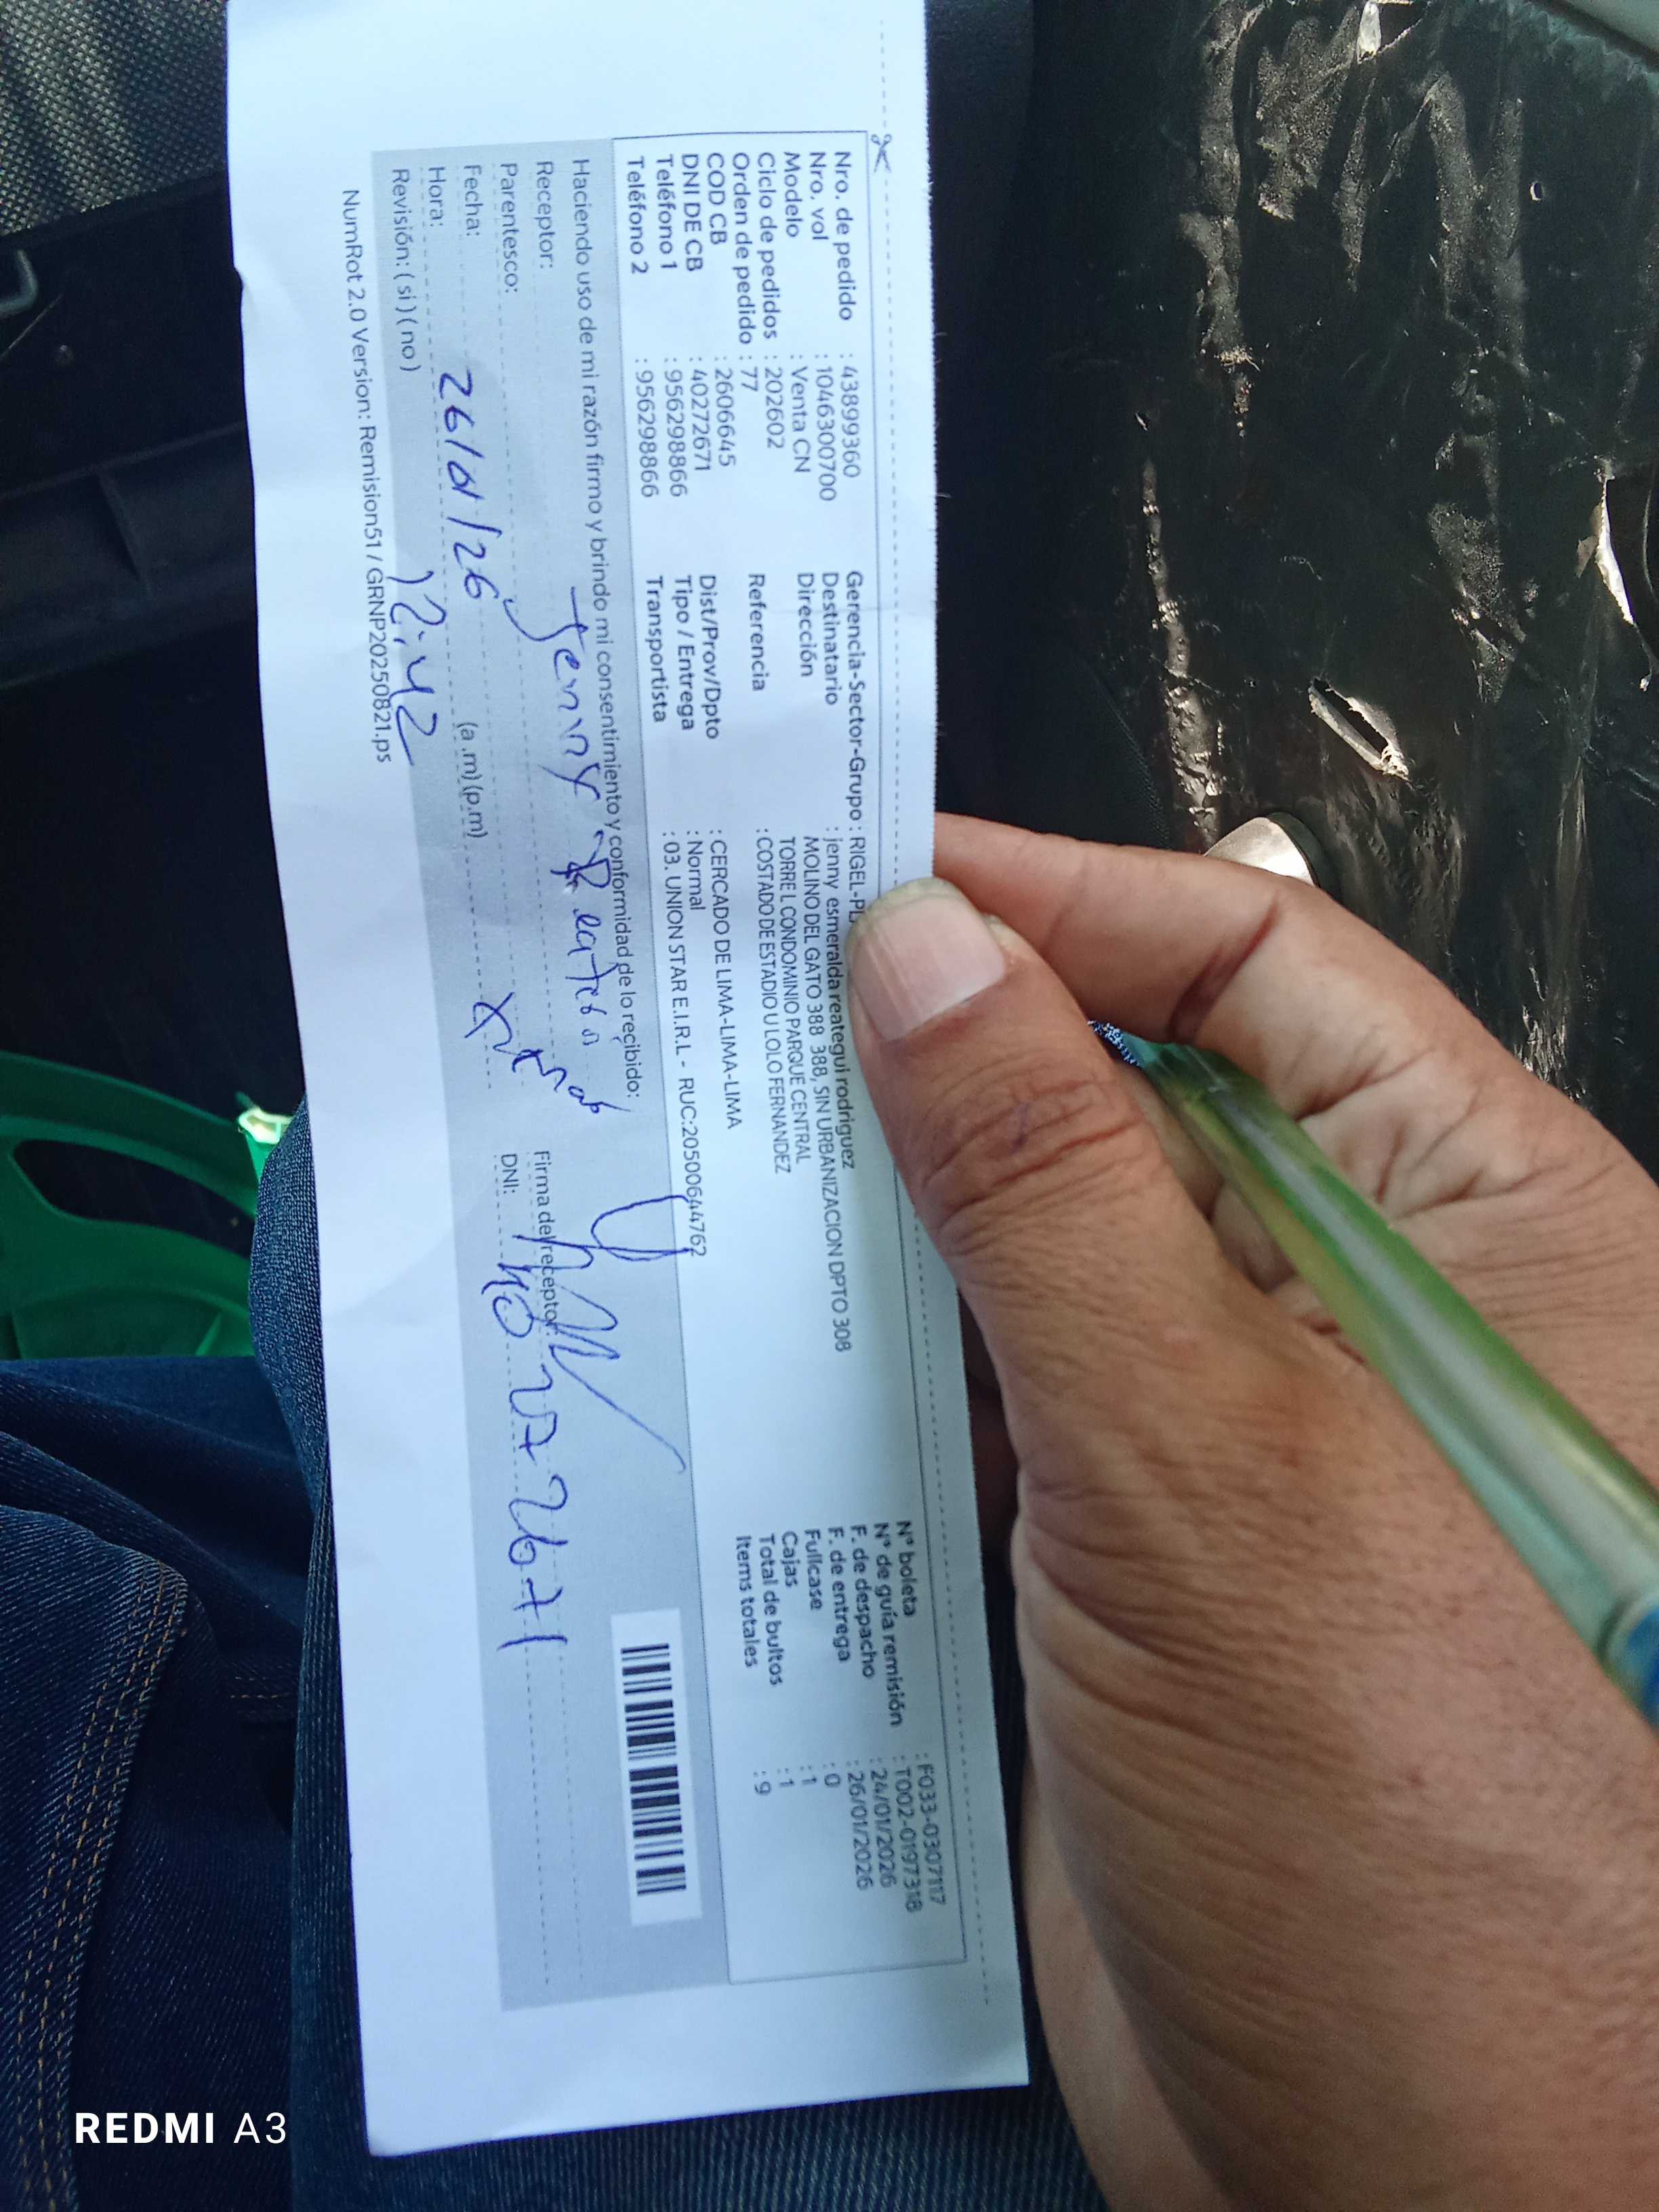 Nro. de pedido : 43899360
Nro, vol : 10463007​00
Modelo : Venta CN
Ciclo de pedidos : 202602
Orden de pedido : 77
COD CB : 2606645
DNI DE CB : 40272671
Teléfono 1 : 956298866
Teléfono 2 : 956298866
Gerencia-Sector-Grupo : RIGEL-
Destinatario : jenny esmeralda reategui rodriguez
Dirección : MOLINO DEL GATO 388 388, SIN URBANIZACION DPTO 308
TORRE L CONDOMINIO PARQUE CENTRAL
Referencia : COSTADO DE ESTADIO U LOLO FERNANDEZ
Dist/Prov/Dpto : CERCADO DE LIMA-LIMA-LIMA
Tipo / Entrega : Normal
Transportista : 03. UNION STAR E.I.R.L - RUC:20500644762
N° boleta : F033-0307117
N° de guía remisión : T002-0197318
F. de despacho : 24/01/2026
F. de entrega : 26/01/2026
Fullcase : 0
Cajas : 1
Total de bultos : 1
Items totales : 9
Haciendo uso de mi razón firmo y brindo mi consentimiento y conformidad de lo recibido:
Receptor: Jenny
Parentesco:
Fecha: 26/01/26
Hora: 12:42 (a .m) (p.m)
Revisión: ( si ) ( no )
Firma del receptor:
DNI: 40272671
NumRot 2.0 Version: Remision51 / GRNP20250821.ps
REDMI A3